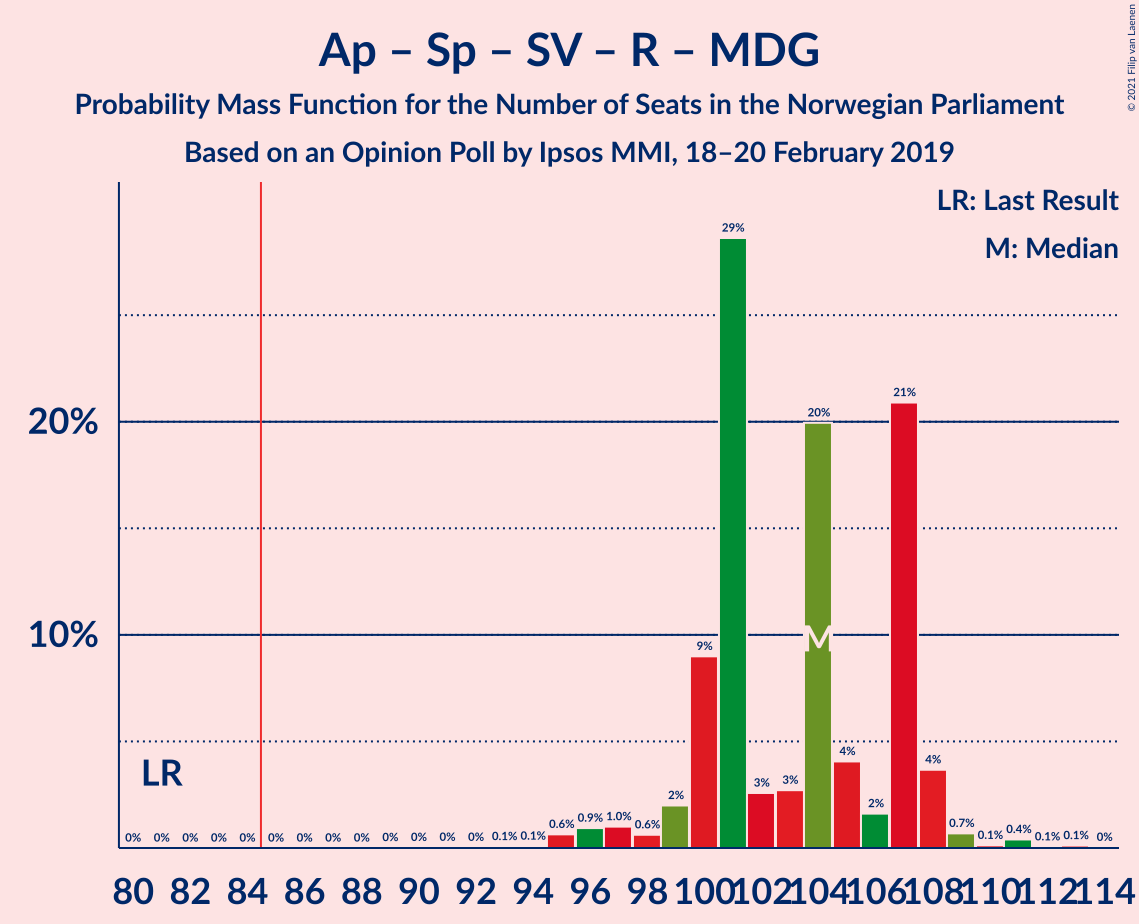 Ap – Sp – SV – R – MDG
Probability Mass Function for the Number of Seats in the Norwegian Parliament
Based on an Opinion Poll by Ipsos MMI, 18–20 February 2019
© 2021 Filip van Laenen
LR: Last Result
M: Median
29%
21%
20%
20%
M
10%
9%
LR
0% 0% 0% 0% 0% 0% 0% 0% 0% 0% 0% 0% 0% 0.1% 0.1% 0.6% 0.9% 1.0% 0.6% 2% 3% 3% 4% 2% 4% 0.7% 0.1% 0.4% 0.1% 0.1% 0%
80 82 84 86 88 90 92 94 96 98 100 102 104 106 108 110 112 114